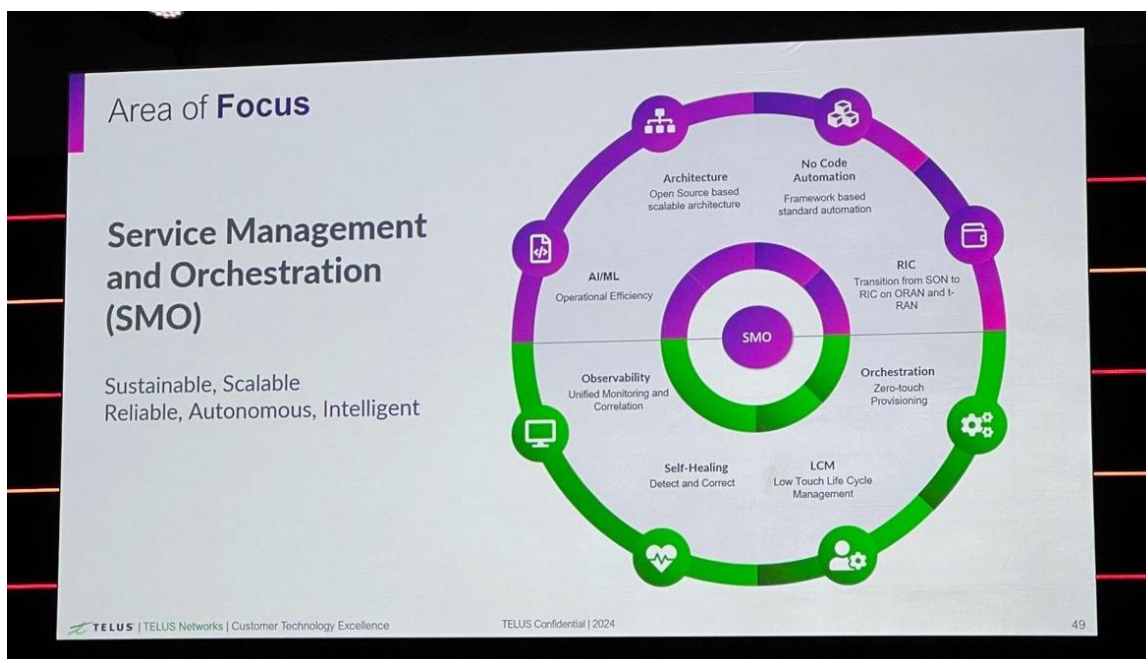 Area of Focus
Service Management
and Orchestration
(SMO)
Sustainable, Scalable
Reliable, Autonomous, Intelligent
Architecture
Open Source based
scalable architecture
No Code
Automation
Framework based
standard automation
AI/ML
Operational Efficiency
RIC
Transition from SON to
RIC on ORAN and t-
RAN
SMO
Observability
Unified Monitoring and
Correlation
Orchestration
Zero-touch
Provisioning
Self-Healing
Detect and Correct
LCM
Low Touch Life Cycle
Management
TELUS | TELUS Networks | Customer Technology Excellence
TELUS Confidential | 2024
49